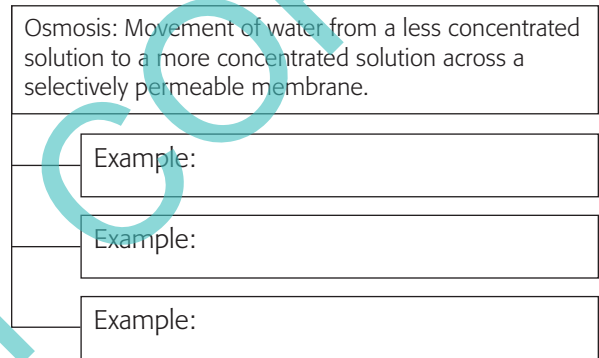 Osmosis: Movement of water from a less concentrated
solution to a more concentrated solution across a
selectively permeable membrane.
Example:
Example:
Example: